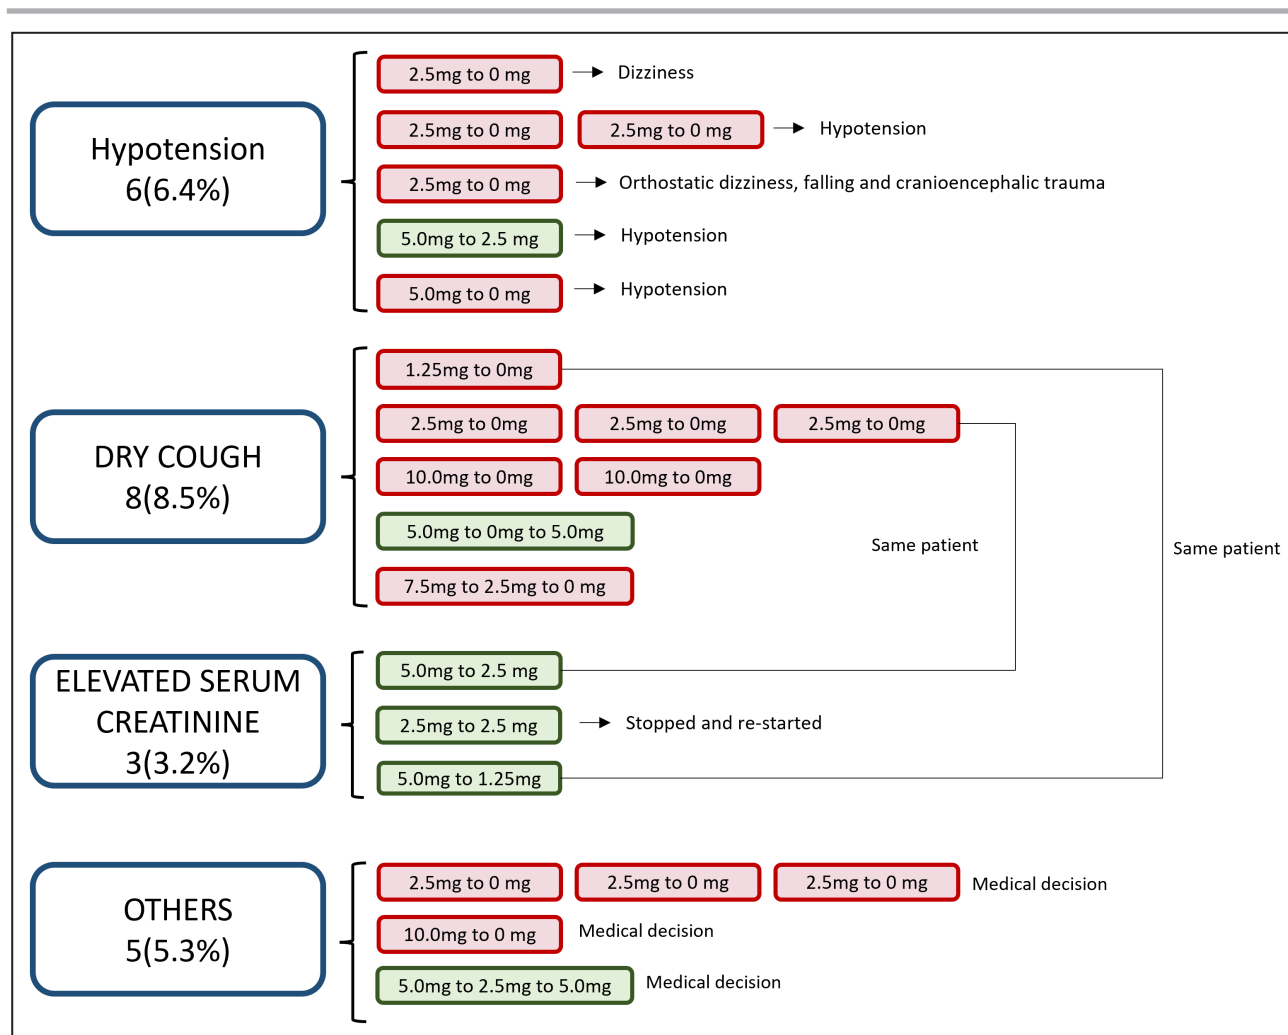 Hypotension
6(6.4%)
2.5mg to 0 mg Dizziness
2.5mg to 0 mg 2.5mg to 0 mg Hypotension
2.5mg to 0 mg Orthostatic dizziness, falling and cranioencephalic trauma
5.0mg to 2.5 mg Hypotension
5.0mg to 0 mg Hypotension
DRY COUGH
8(8.5%)
1.25mg to 0mg
2.5mg to 0mg 2.5mg to 0mg 2.5mg to 0mg
10.0mg to 0mg 10.0mg to 0mg
5.0mg to 0mg to 5.0mg
7.5mg to 2.5mg to 0 mg
Same patient
Same patient
ELEVATED SERUM
CREATININE
3(3.2%)
5.0mg to 2.5 mg
2.5mg to 2.5 mg Stopped and re-started
5.0mg to 1.25mg
OTHERS
5(5.3%)
2.5mg to 0 mg 2.5mg to 0 mg 2.5mg to 0 mg Medical decision
10.0mg to 0 mg Medical decision
5.0mg to 2.5mg to 5.0mg Medical decision